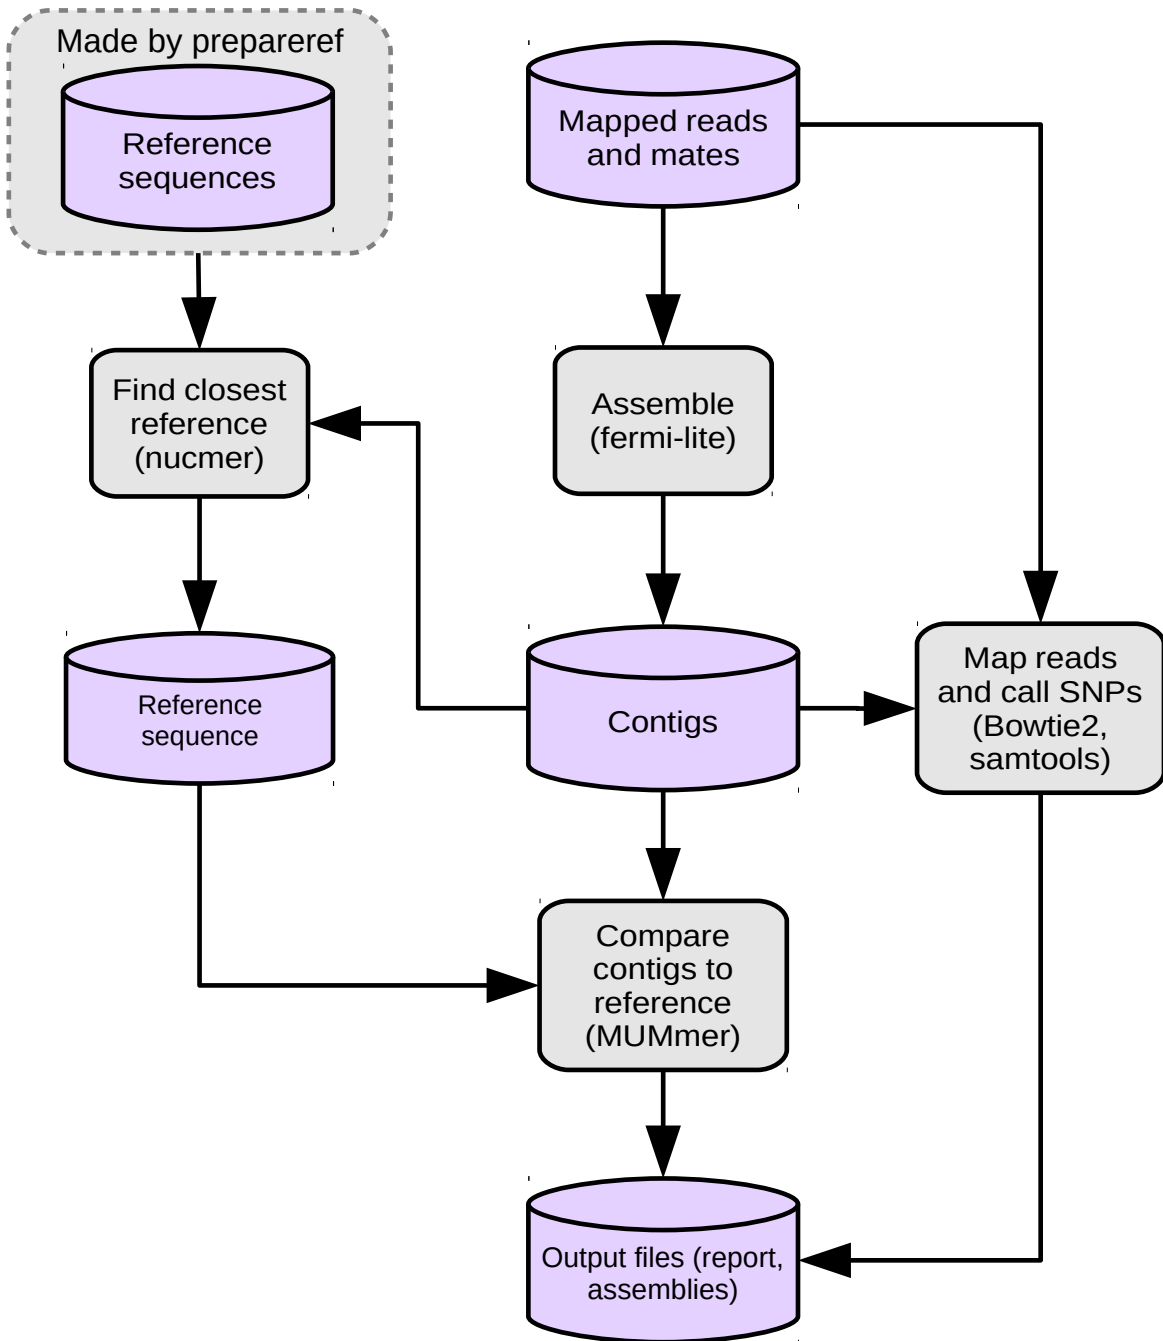 Made by prepareref
Reference
sequences
Mapped reads
and mates
Find closest
reference
(nucmer)
Assemble
(fermi-lite)
Reference
sequence
Contigs
Map reads
and call SNPs
(Bowtie2,
samtools)
Compare
contigs to
reference
(MUMmer)
Output files (report,
assemblies)